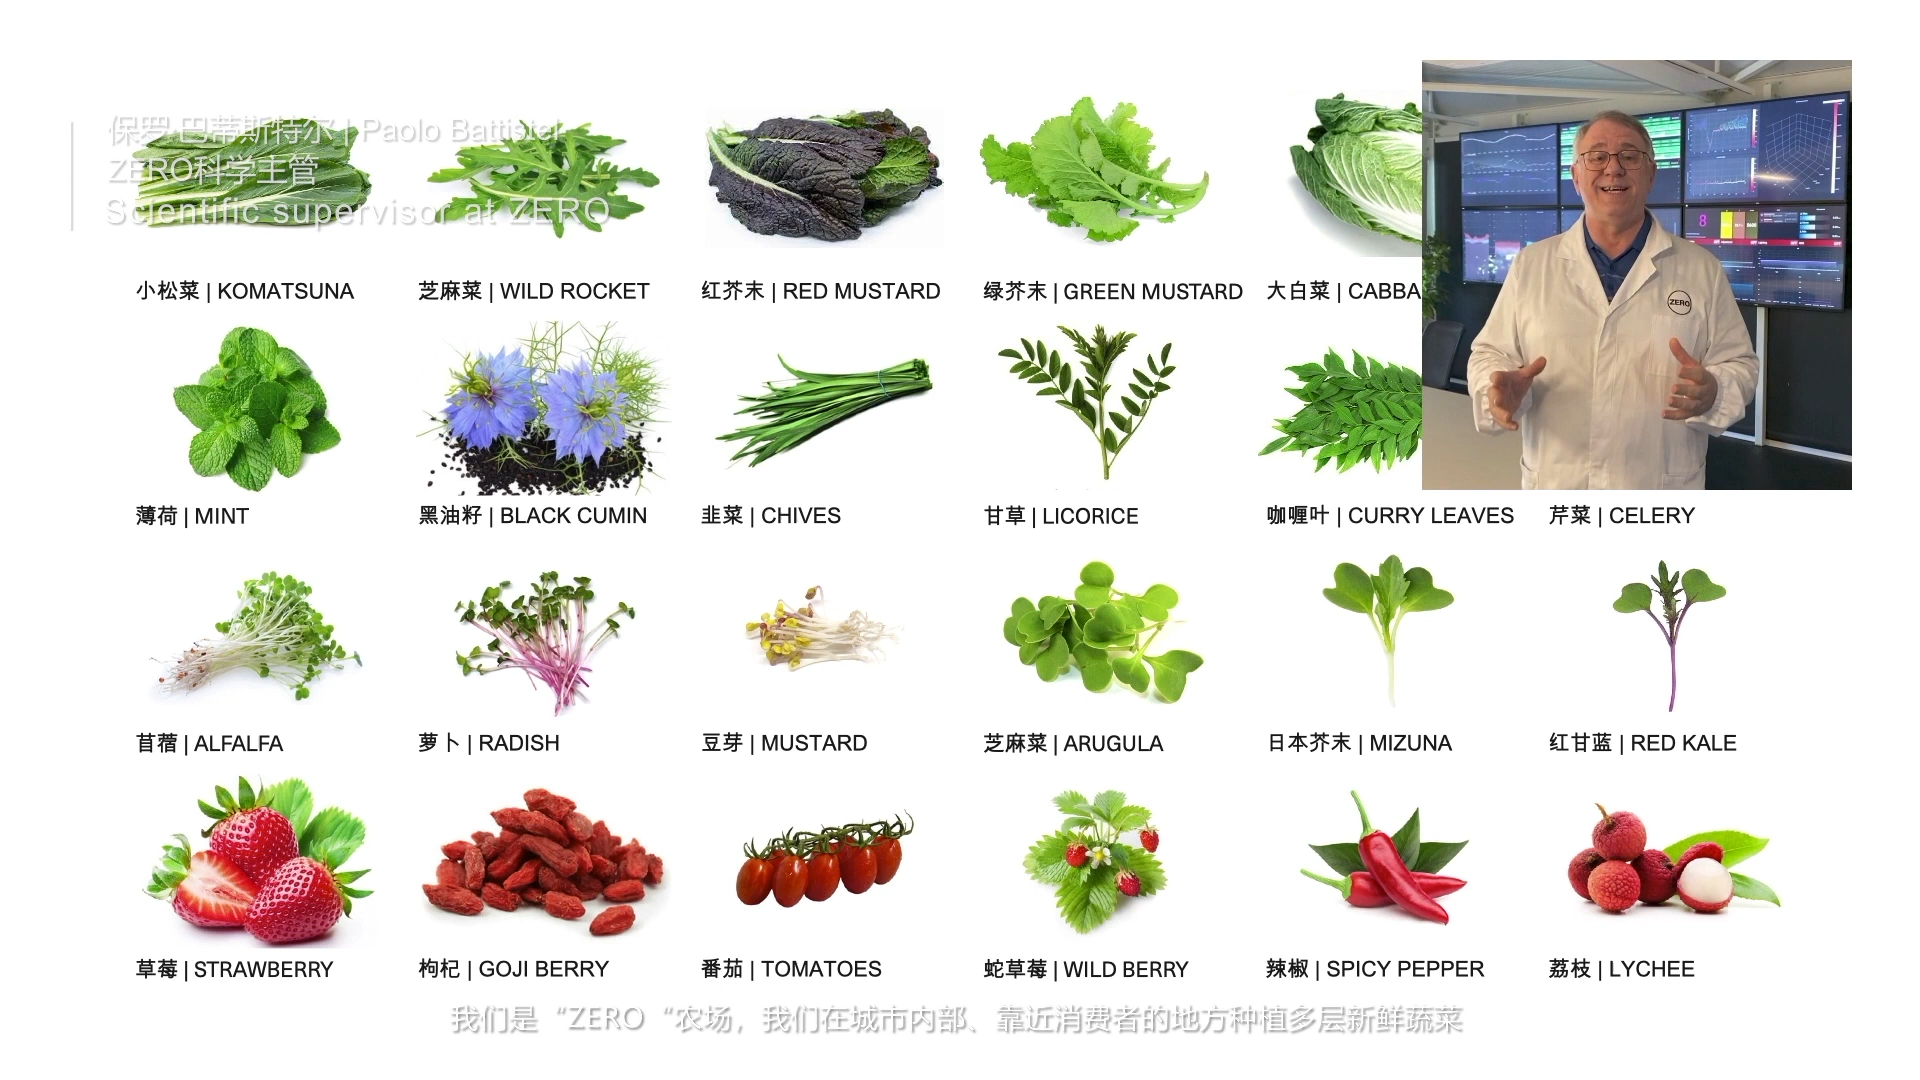 保罗·巴蒂斯特尔 | Paolo Battistel
ZERO科学主管
Scientific supervisor at ZERO
小松菜 | KOMATSUNA
芝麻菜 | WILD ROCKET
红芥末 | RED MUSTARD
绿芥末 | GREEN MUSTARD
大白菜 | CABBA
ZERO
薄荷 | MINT
黑油籽 | BLACK CUMIN
韭菜 | CHIVES
甘草 | LICORICE
咖喱叶 | CURRY LEAVES
芹菜 | CELERY
苜蓿 | ALFALFA
萝卜 | RADISH
豆芽 | MUSTARD
芝麻菜 | ARUGULA
日本芥末 | MIZUNA
红甘蓝 | RED KALE
草莓 | STRAWBERRY
枸杞 | GOJI BERRY
番茄 | TOMATOES
蛇草莓 | WILD BERRY
辣椒 | SPICY PEPPER
荔枝 | LYCHEE
我们是“ZERO“农场，我们在城市内部、靠近消费者的地方种植多层新鲜蔬菜